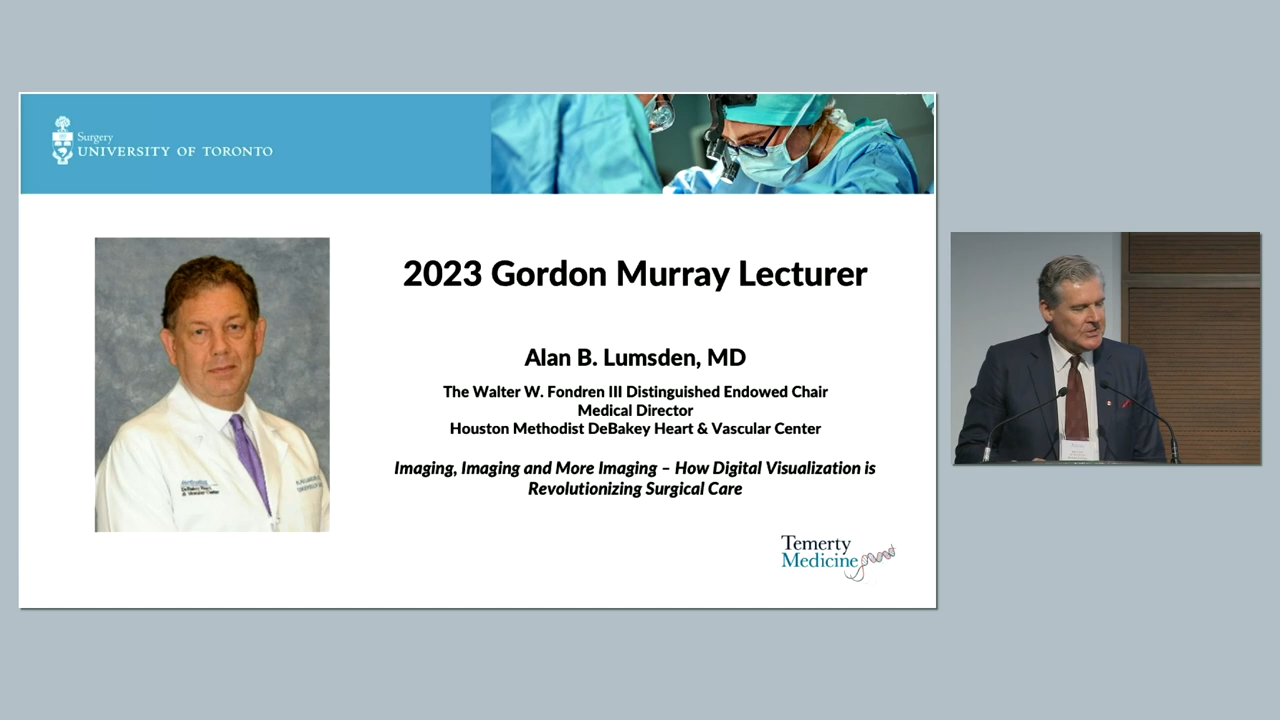 Surgery
UNIVERSITY OF TORONTO
2023 Gordon Murray Lecturer
Alan B. Lumsden, MD
The Walter W. Fondren III Distinguished Endowed Chair
Medical Director
Houston Methodist DeBakey Heart & Vascular Center
Imaging, Imaging and More Imaging – How Digital Visualization is
Revolutionizing Surgical Care
Temerty
Medicine